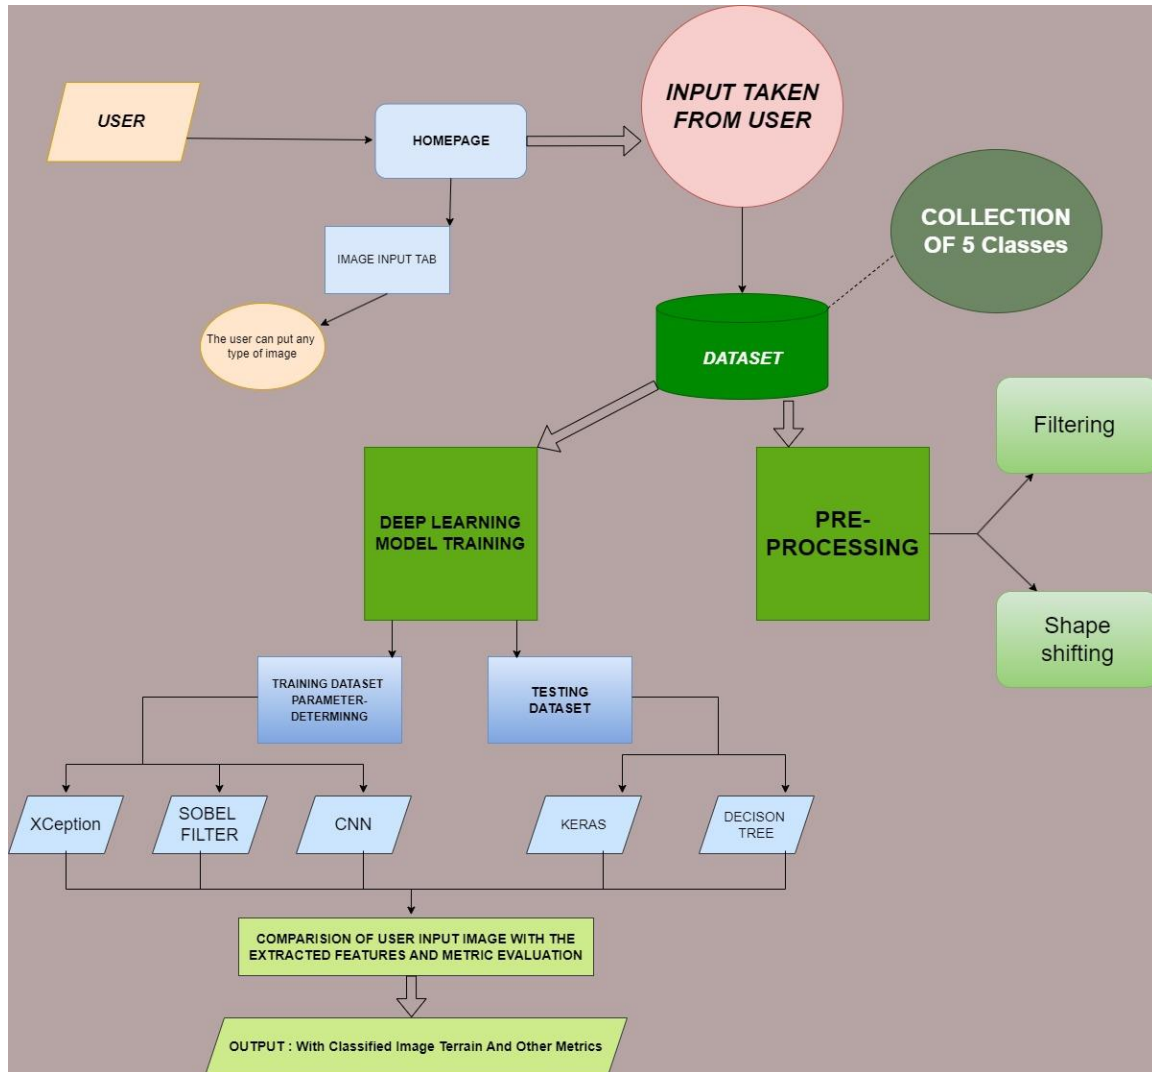 USER
HOMEPAGE
INPUT TAKEN
FROM USER
COLLECTION
OF 5 Classes
IMAGE INPUT TAB
The user can put any
type of image
DATASET
Filtering
DEEP LEARNING
MODEL TRAINING
PRE-
PROCESSING
Shape
shifting
TRAINING DATASET
PARAMETER-
DETERMINNG
TESTING
DATASET
XCeption
SOBEL
FILTER
CNN
KERAS
DECISON
TREE
COMPARISION OF USER INPUT IMAGE WITH THE
EXTRACTED FEATURES AND METRIC EVALUATION
OUTPUT : With Classified Image Terrain And Other Metrics